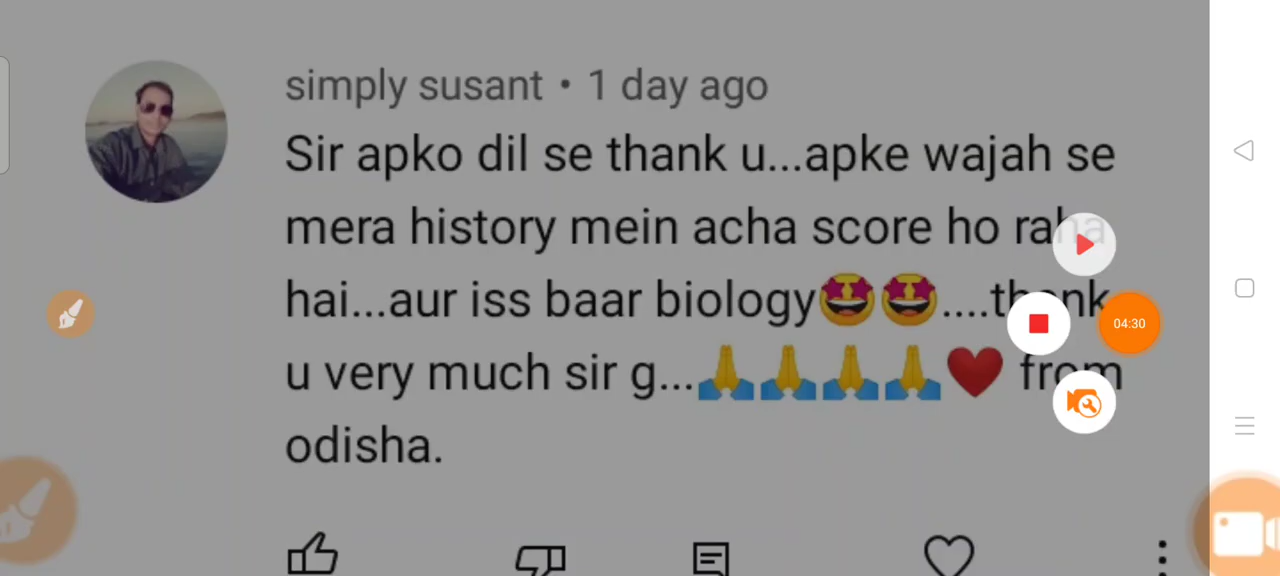 simply susant • 1 day ago
Sir apko dil se thank u...apke wajah se
mera history mein acha score ho raha
hai...aur iss baar biology🤩🤩....thank
u very much sir g...🙏🙏🙏🙏❤️ from
odisha.
04:30